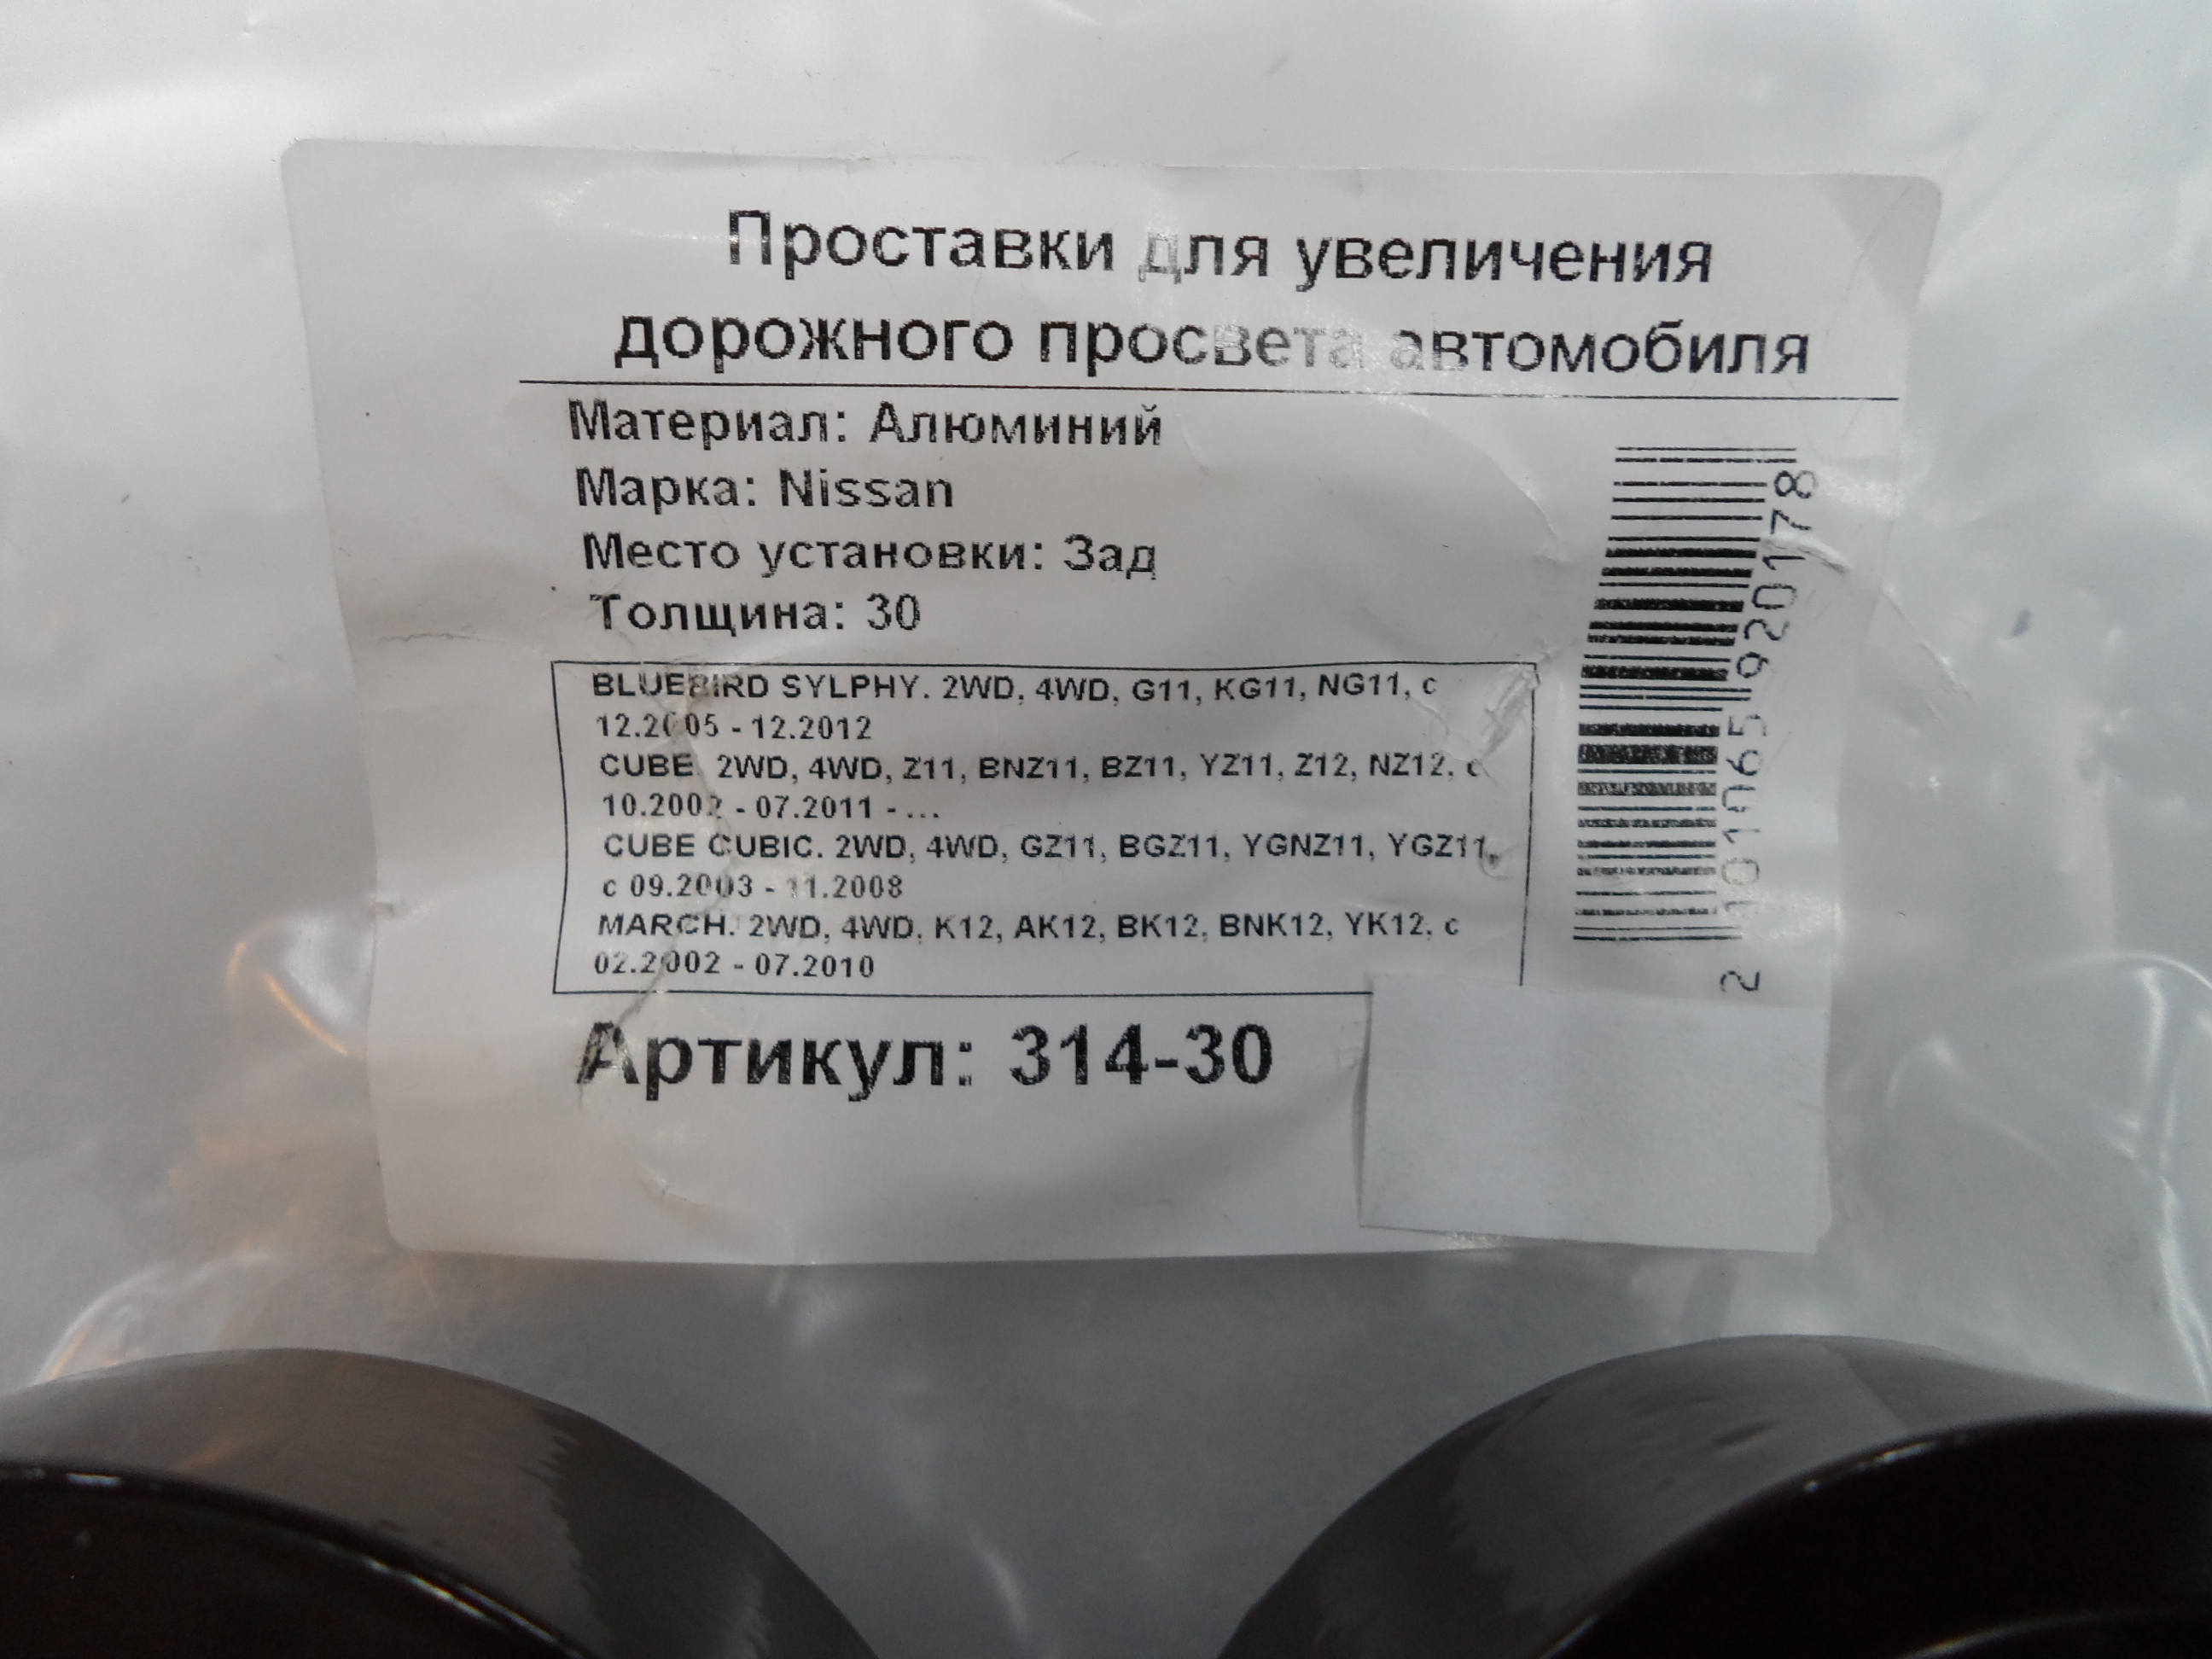 Проставки для увеличения
дорожного просвета автомобиля
Материал: Алюминий
Марка: Nissan
Место установки: Зад
Толщина: 30
BLUEBIRD SYLPHY. 2WD, 4WD, G11, KG11, NG11, с
12.2005 - 12.2012
CUBE. 2WD, 4WD, Z11, BNZ11, BZ11, YZ11, Z12, NZ12, с
10.2002 - 07.2011 - ...
CUBE CUBIC. 2WD, 4WD, GZ11, BGZ11, YGNZ11, YGZ11,
с 09.2003 - 11.2008
MARCH. 2WD, 4WD, K12, AK12, BK12, BNK12, YK12, с
02.2002 - 07.2010
Артикул: 314-30
2 101065 920178